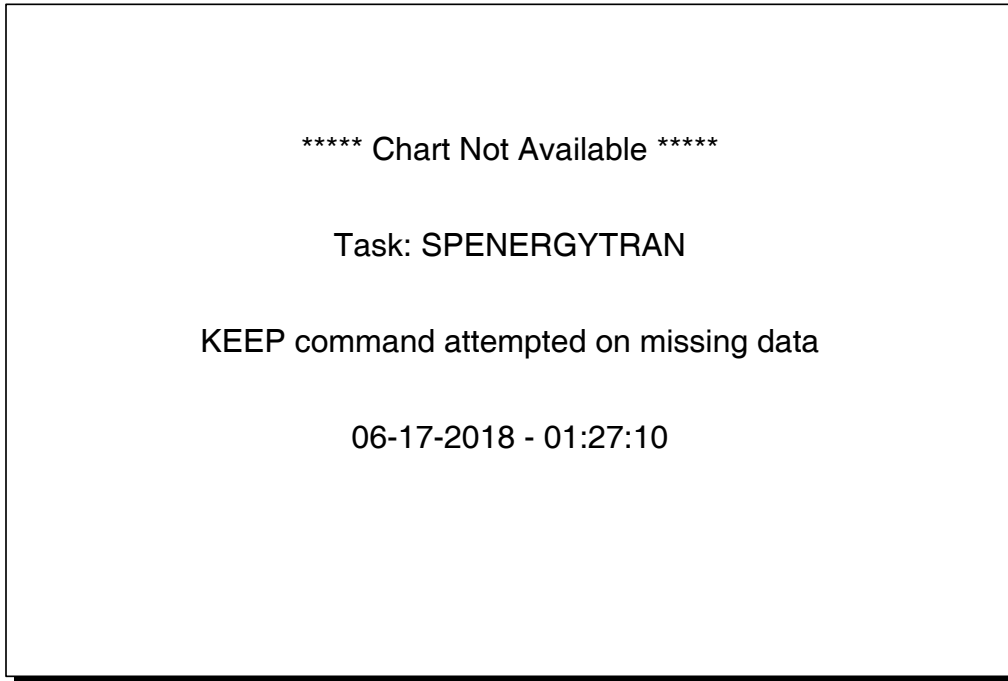 ***** Chart Not Available *****
Task: SPENERGYTRAN
KEEP command attempted on missing data
06-17-2018 - 01:27:10